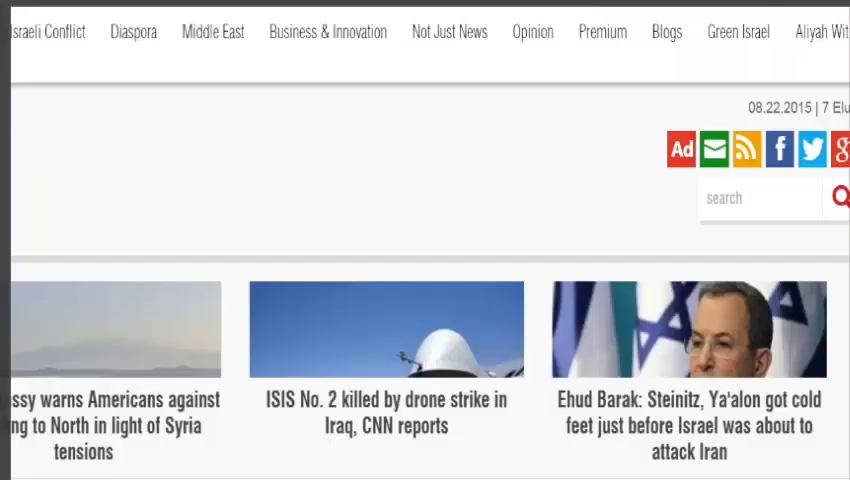 Israeli Conflict Diaspora Middle East Business & Innovation Not Just News Opinion Premium Blogs Green Israel Aliyah Wit
08.22.2015 | 7 Elu
Ad
search
warns Americans against
to North in light of Syria
tensions
ISIS No. 2 killed by drone strike in
Iraq, CNN reports
Ehud Barak: Steinitz, Ya'alon got cold
feet just before Israel was about to
attack Iran